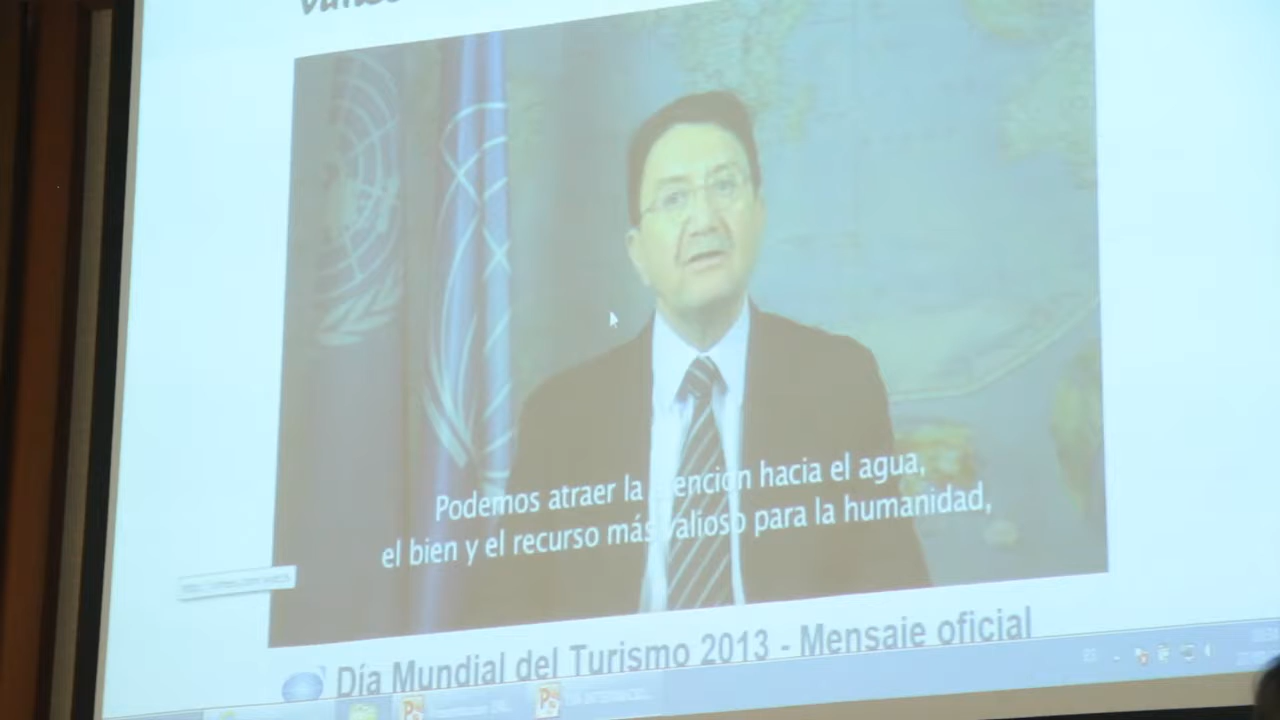 Podemos atraer la atención hacia el agua,
el bien y el recurso más valioso para la humanidad,
Día Mundial del Turismo 2013 - Mensaje oficial